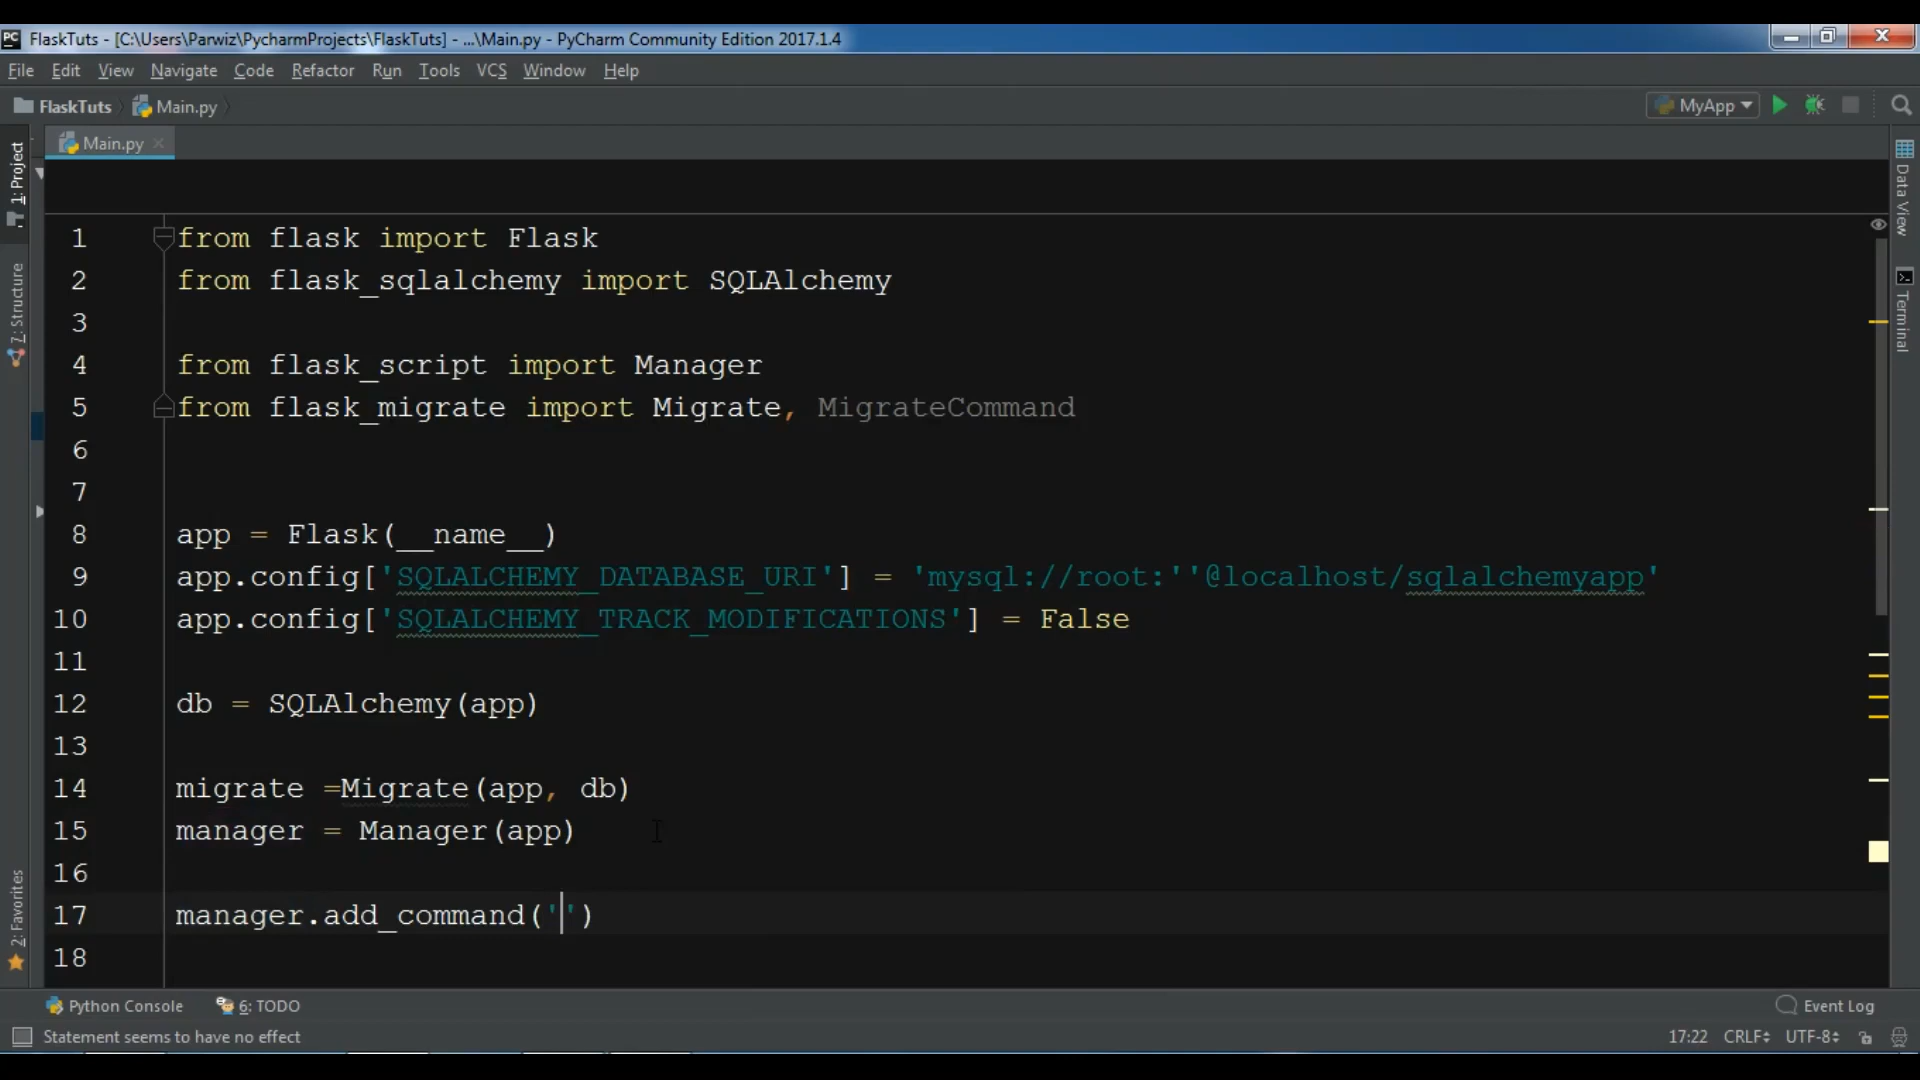 FlaskTuts - [C:\Users\Parwiz\PycharmProjects\FlaskTuts] - ...\Main.py - PyCharm Community Edition 2017.1.4
File Edit View Navigate Code Refactor Run Tools VCS Window Help
FlaskTuts Main.py MyApp
Main.py
1: Project
7: Structure
2: Favorites
Data View
Terminal
1 from flask import Flask
2 from flask_sqlalchemy import SQLAlchemy
3
4 from flask_script import Manager
5 from flask_migrate import Migrate, MigrateCommand
6
7
8 app = Flask(__name__)
9 app.config['SQLALCHEMY_DATABASE_URI'] = 'mysql://root:''@localhost/sqlalchemyapp'
10 app.config['SQLALCHEMY_TRACK_MODIFICATIONS'] = False
11
12 db = SQLAlchemy(app)
13
14 migrate =Migrate(app, db)
15 manager = Manager(app)
16
17 manager.add_command('')
18
Python Console 6: TODO Event Log
Statement seems to have no effect 17:22 CRLF UTF-8